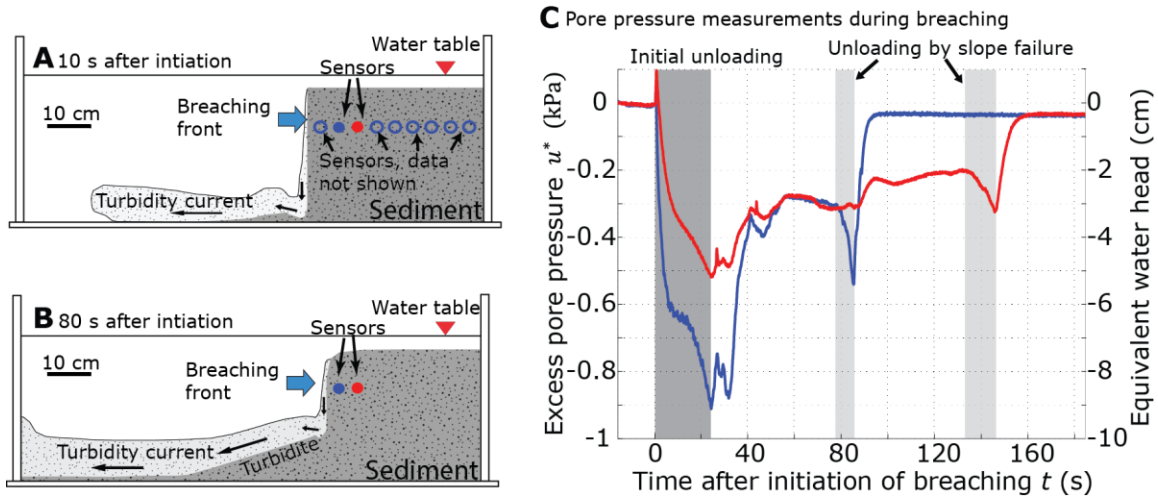 A 10 s after intiation
Water table
Sensors
10 cm
Breaching
front
Sensors, data
not shown
Turbidity current
Sediment
B 80 s after intiation
Water table
Sensors
10 cm
Breaching
front
Turbidity current
Turbidite
Sediment
C Pore pressure measurements during breaching
Initial unloading
Unloading by slope failure
Excess pore pressure u* (kPa)
0
-0.2
-0.4
-0.6
-0.8
-1
0
-2
-4
-6
-8
-10
Equivalent water head (cm)
0 40 80 120 160
Time after initiation of breaching t (s)